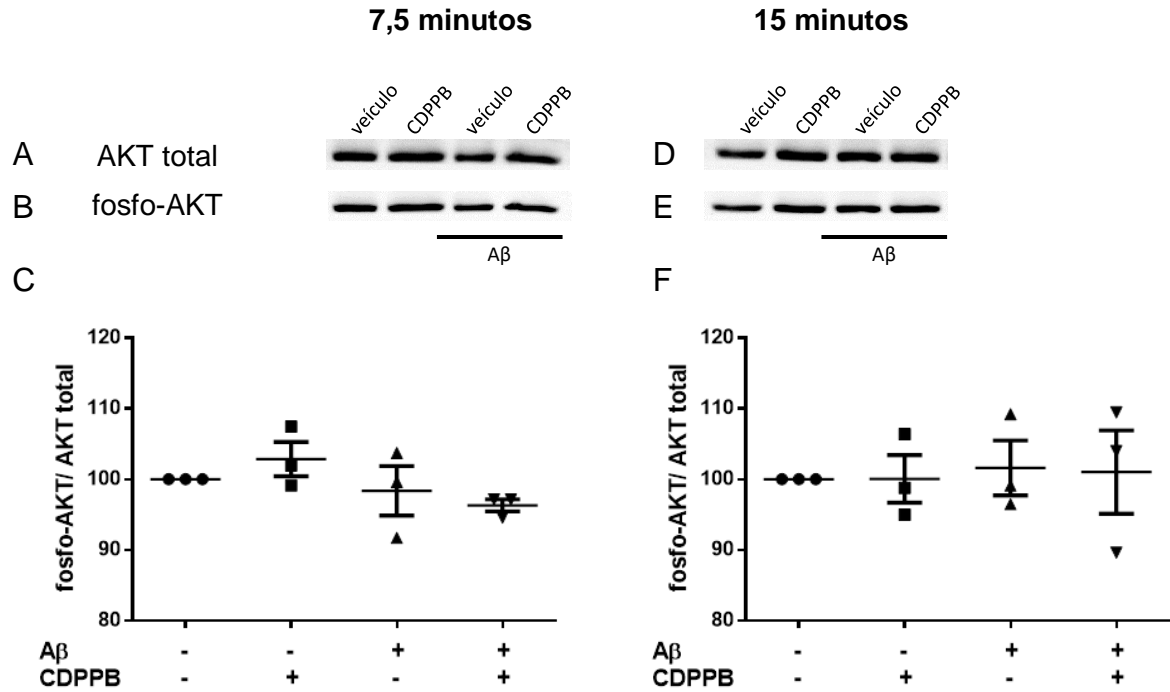 7,5 minutos 15 minutos
veículo CDPPB veículo CDPPB veículo CDPPB veículo CDPPB
A AKT total D
B fosfo-AKT E
Aβ Aβ
C F
fosfo-AKT/ AKT total
120
110
100
90
80
Aβ - - + +
CDPPB - + - +
fosfo-AKT/ AKT total
120
110
100
90
80
Aβ - - + +
CDPPB - + - +